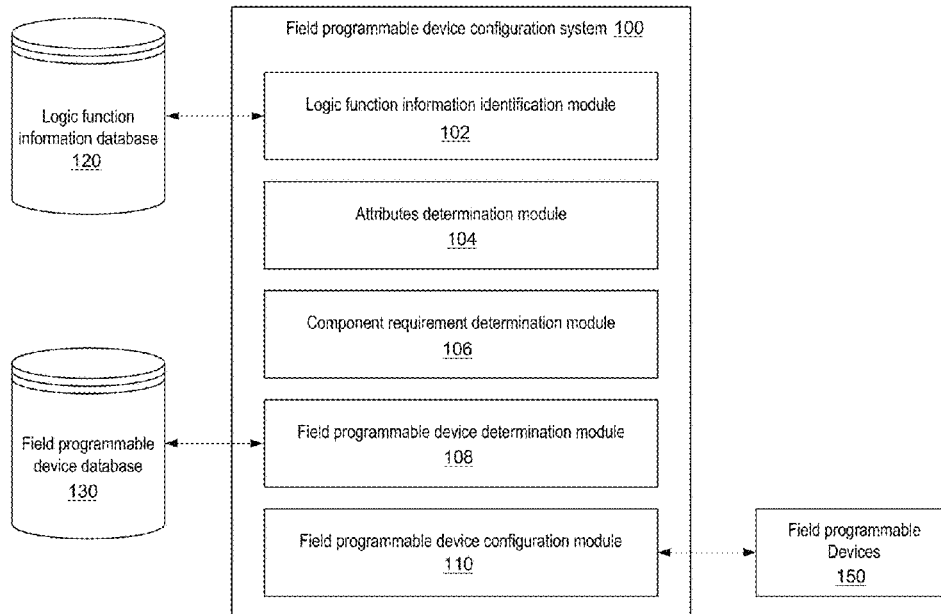 Field programmable device configuration system 100
Logic function information identification module
102
Logic function
information database
120
Attributes determination module
104
Component requirement determination module
106
Field programmable
device database
130
Field programmable device determination module
108
Field programmable device configuration module
110
Field programmable
Devices
150